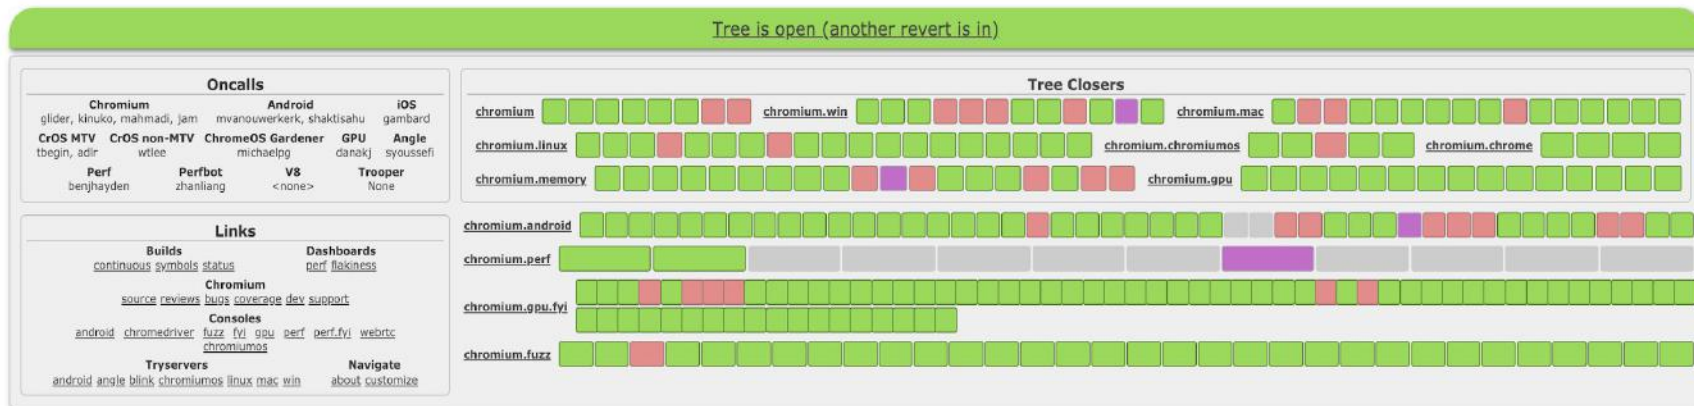 Tree is open (another revert is in)
Oncalls
Chromium Android iOS
glider, kinuko, mahmadi, jam mvanouwerkerk, shaktisahu gambard
CrOS MTV CrOS non-MTV ChromeOS Gardener GPU Angle
tbegin, adlr wtlee michaelpg danakj syoussefi
Perf Perfbot V8 Trooper
benjhayden zhanliang <none> None
Links
Builds Dashboards
continuous symbols status perf flakiness
Chromium
source reviews bugs coverage dev support
Consoles
android chromedriver fuzz fyi gpu perf perf.fyi webrtc
chromiumos
Tryservers Navigate
android angle blink chromiumos linux mac win about customize
Tree Closers
chromium chromium.win chromium.mac
chromium.linux chromium.chromiumos chromium.chrome
chromium.memory chromium.gpu
chromium.android
chromium.perf
chromium.gpu.fyi
chromium.fuzz